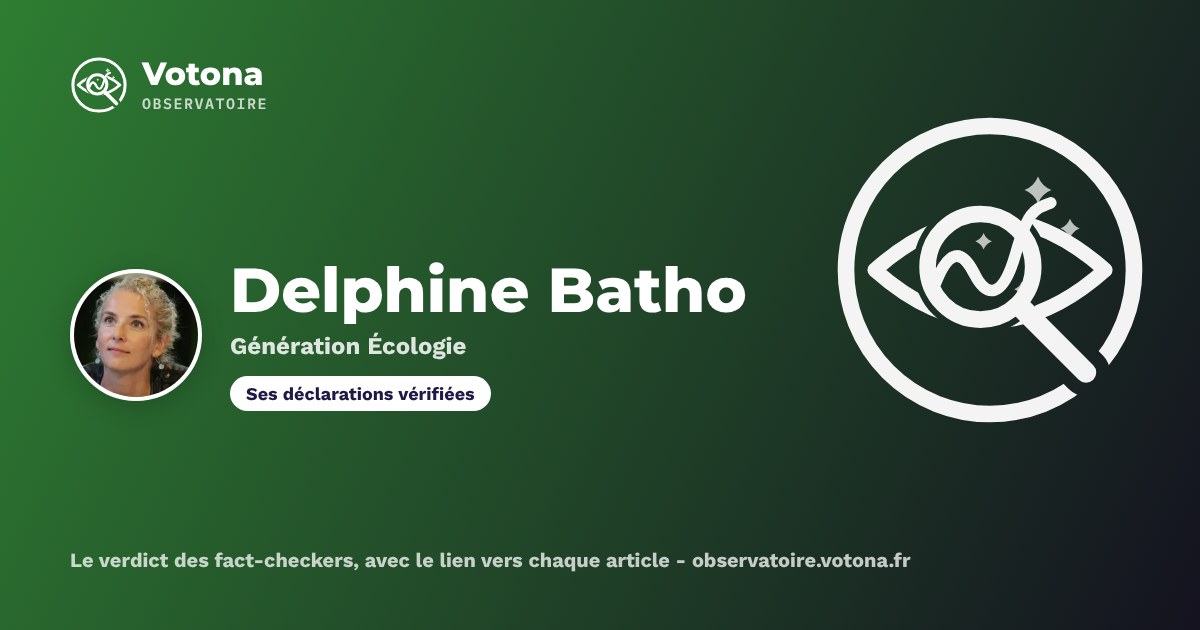 Votona
OBSERVATOIRE
Delphine Batho
Génération Écologie
Ses déclarations vérifiées
Le verdict des fact-checkers, avec le lien vers chaque article - observatoire.votona.fr